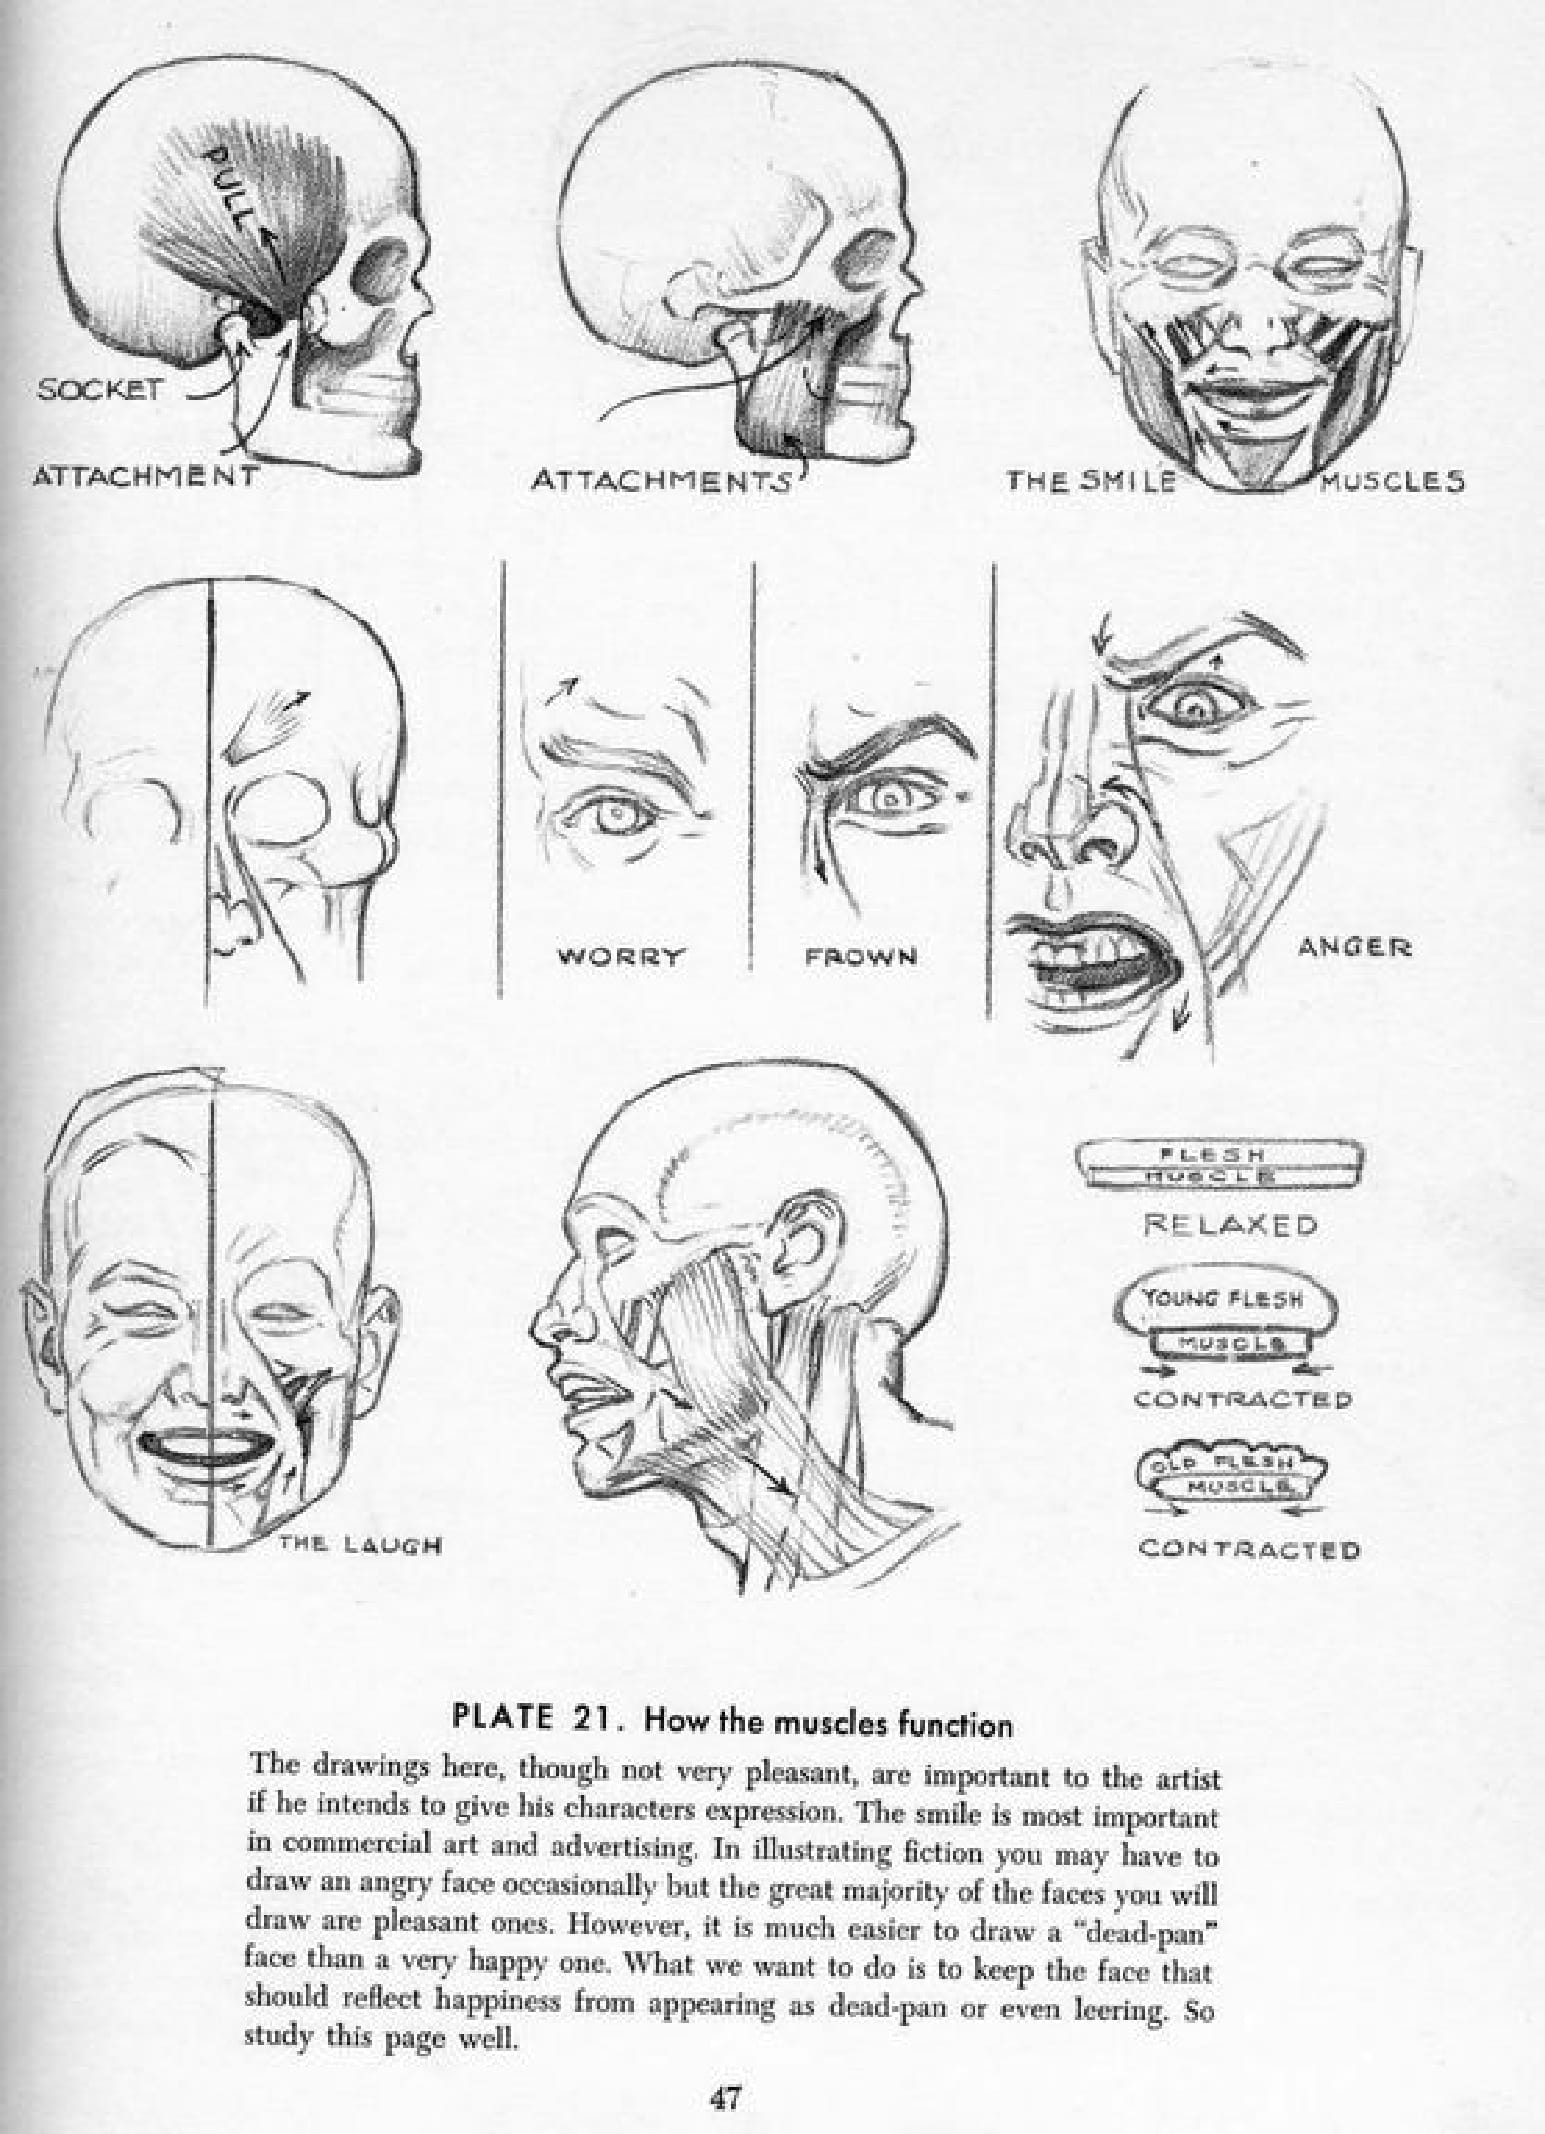 PULL
SOCKET
ATTACHMENT
ATTACHMENTS
THE SMILE MUSCLES
WORRY
FROWN
ANGER
FLESH
MUSCLE
RELAXED
YOUNG FLESH
MUSCLE
CONTRACTED
OLD FLESH
MUSCLE
CONTRACTED
THE LAUGH
PLATE 21. How the muscles function
The drawings here, though not very pleasant, are important to the artist
if he intends to give his characters expression. The smile is most important
in commercial art and advertising. In illustrating fiction you may have to
draw an angry face occasionally but the great majority of the faces you will
draw are pleasant ones. However, it is much easier to draw a “dead-pan”
face than a very happy one. What we want to do is to keep the face that
should reflect happiness from appearing as dead-pan or even leering. So
study this page well.
47